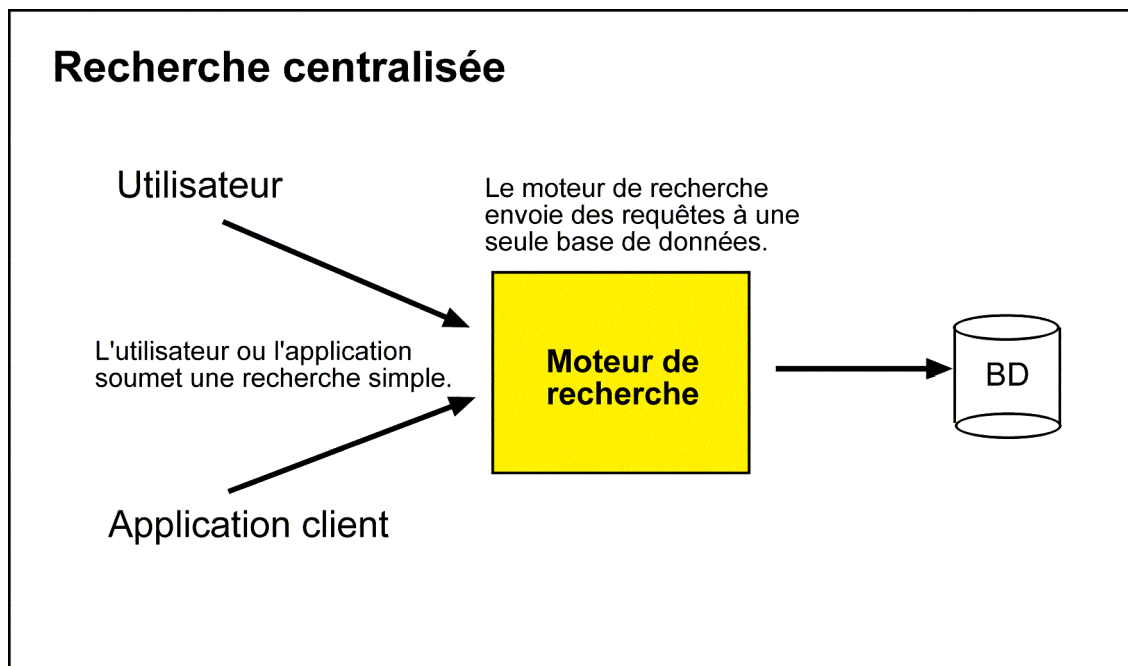 Recherche centralisée
Utilisateur
Le moteur de recherche
envoie des requêtes à une
seule base de données.
L'utilisateur ou l'application
soumet une recherche simple.
Moteur de
recherche
BD
Application client